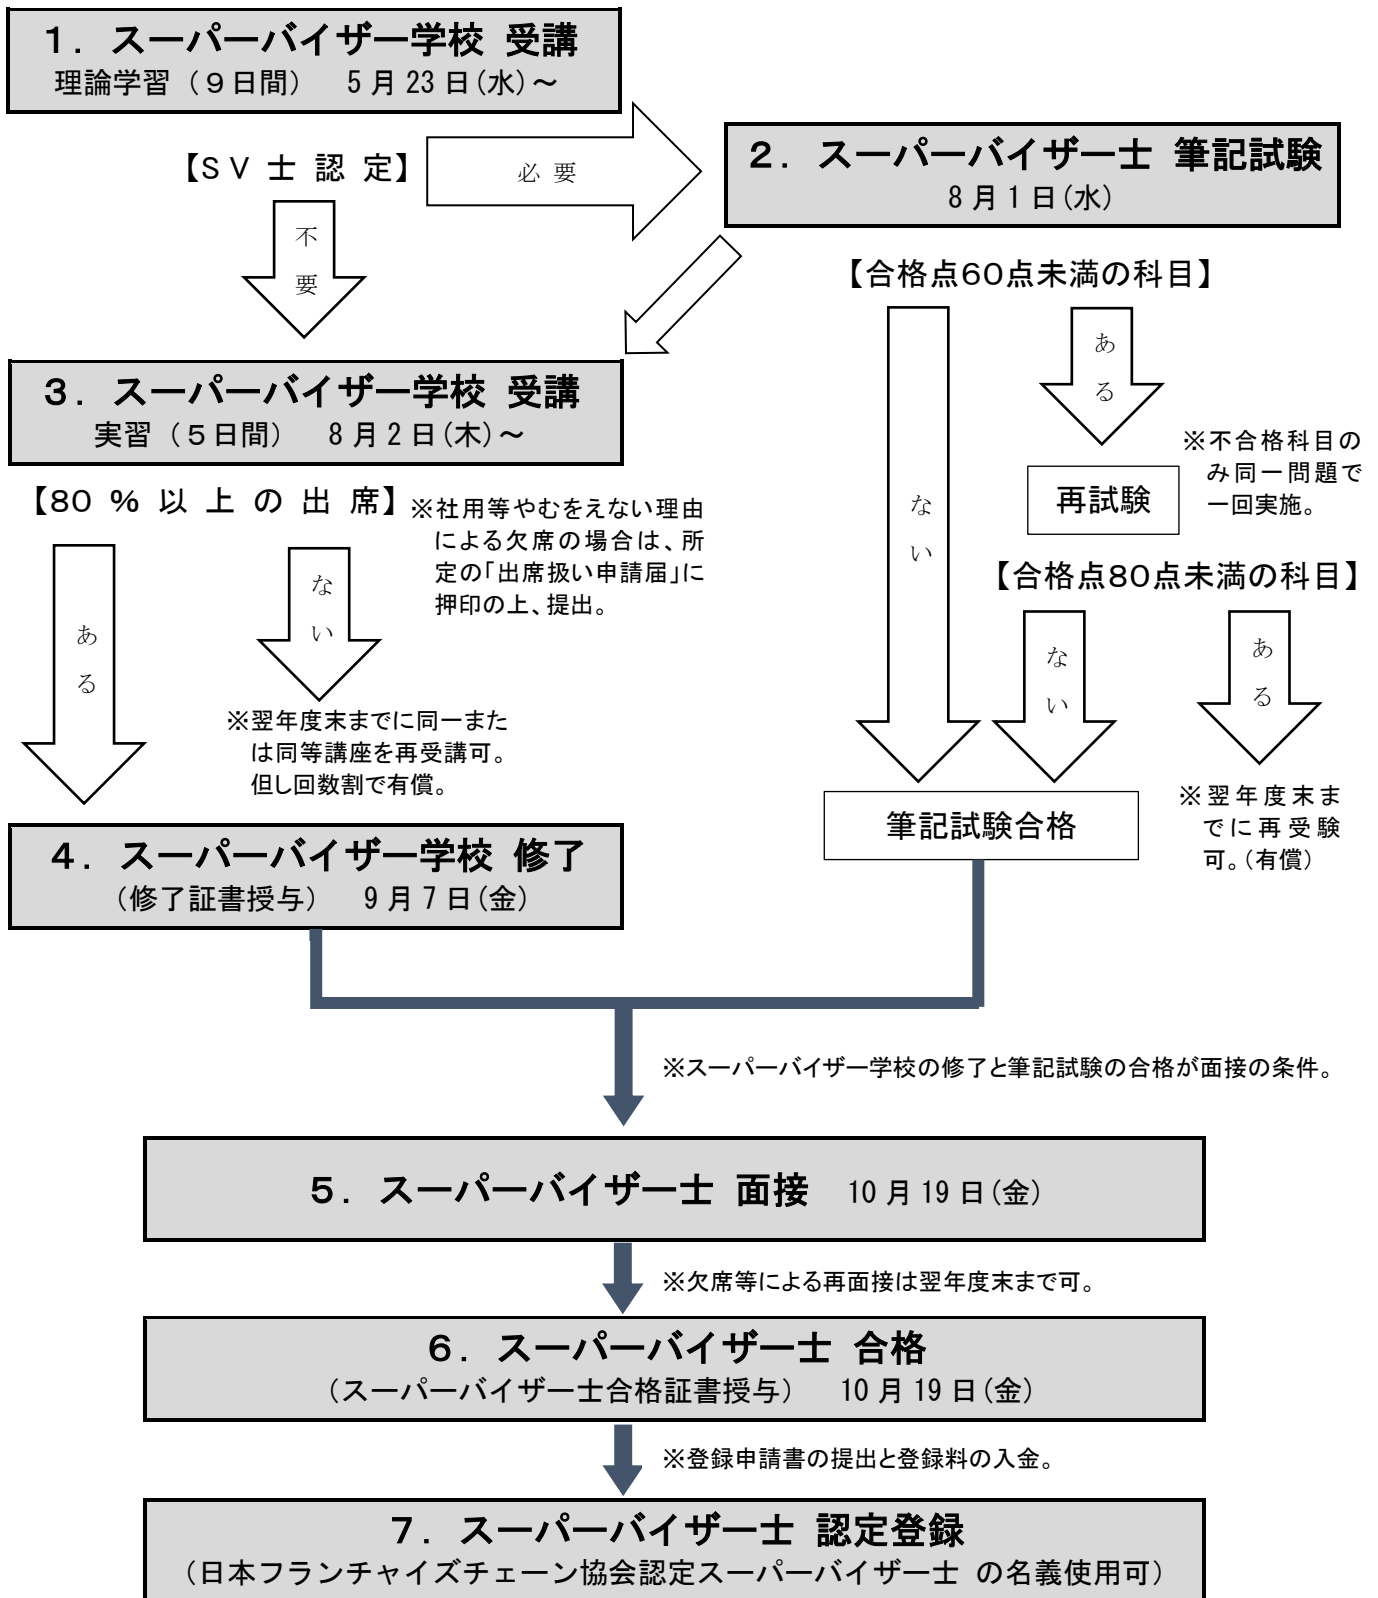 １．スーパーバイザー学校 受講
理論学習（９日間）　5月23日(水)～
【ＳＶ士認定】
必要
不要
２．スーパーバイザー士 筆記試験
8月1日(水)
【合格点60点未満の科目】
ない
ある
※不合格科目の
み同一問題で
一回実施。
再試験
【合格点80点未満の科目】
ない
ある
※翌年度末ま
でに再受験
可。(有償)
筆記試験合格
３．スーパーバイザー学校 受講
実習（５日間）　8月2日(木)～
【80％以上の出席】
※社用等やむをえない理由
による欠席の場合は、所
定の「出席扱い申請届」に
押印の上、提出。
ある
ない
※翌年度末までに同一また
は同等講座を再受講可。
但し回数割で有償。
４．スーパーバイザー学校 修了
（修了証書授与）　9月7日(金)
※スーパーバイザー学校の修了と筆記試験の合格が面接の条件。
５．スーパーバイザー士 面接　10月19日(金)
※欠席等による再面接は翌年度末まで可。
６．スーパーバイザー士 合格
（スーパーバイザー士合格証書授与）　10月19日(金)
※登録申請書の提出と登録料の入金。
７．スーパーバイザー士 認定登録
（日本フランチャイズチェーン協会認定スーパーバイザー士 の名義使用可）